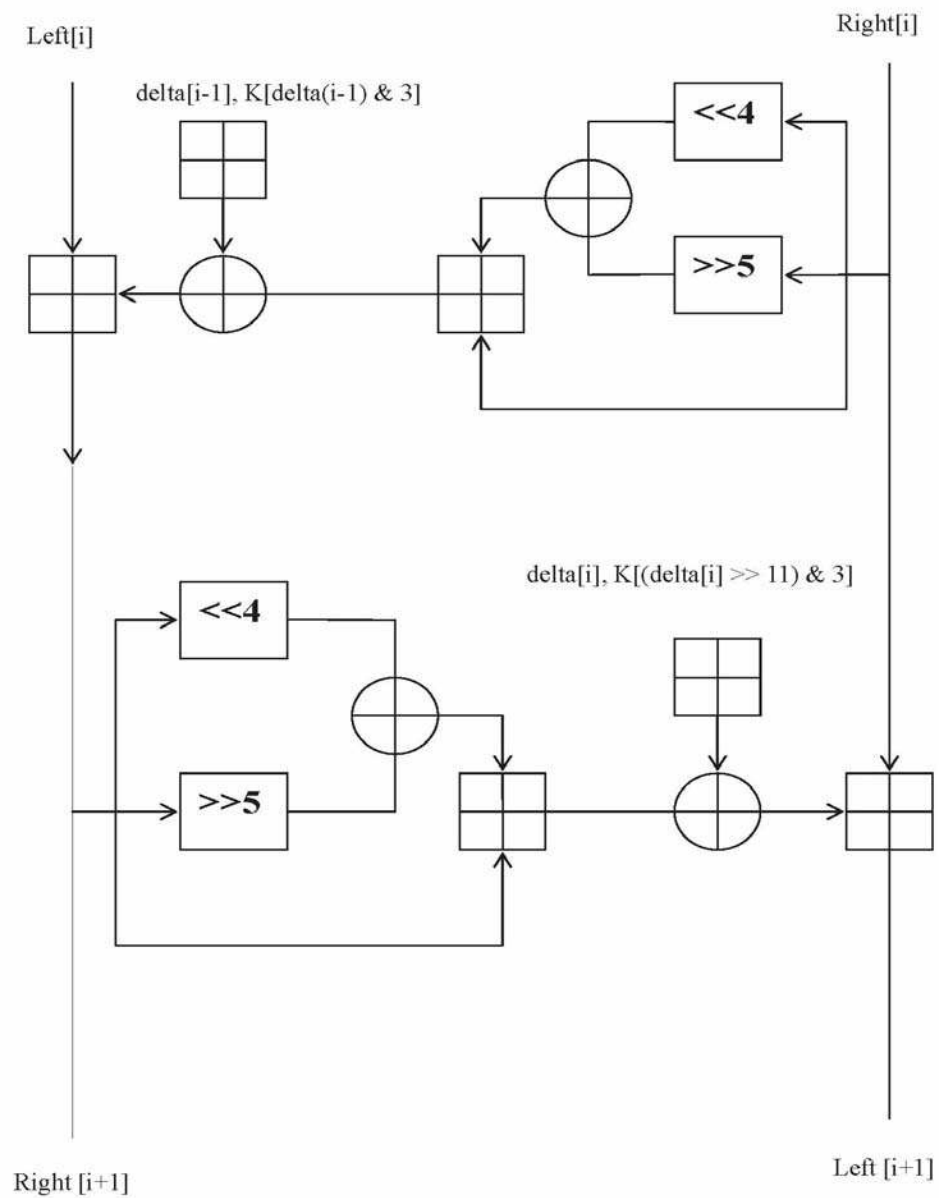 Left[i]
Right[i]
delta[i-1], K[delta(i-1) & 3]
<<4
>>5
delta[i], K[(delta[i] >> 11) & 3]
<<4
>>5
Right [i+1]
Left [i+1]